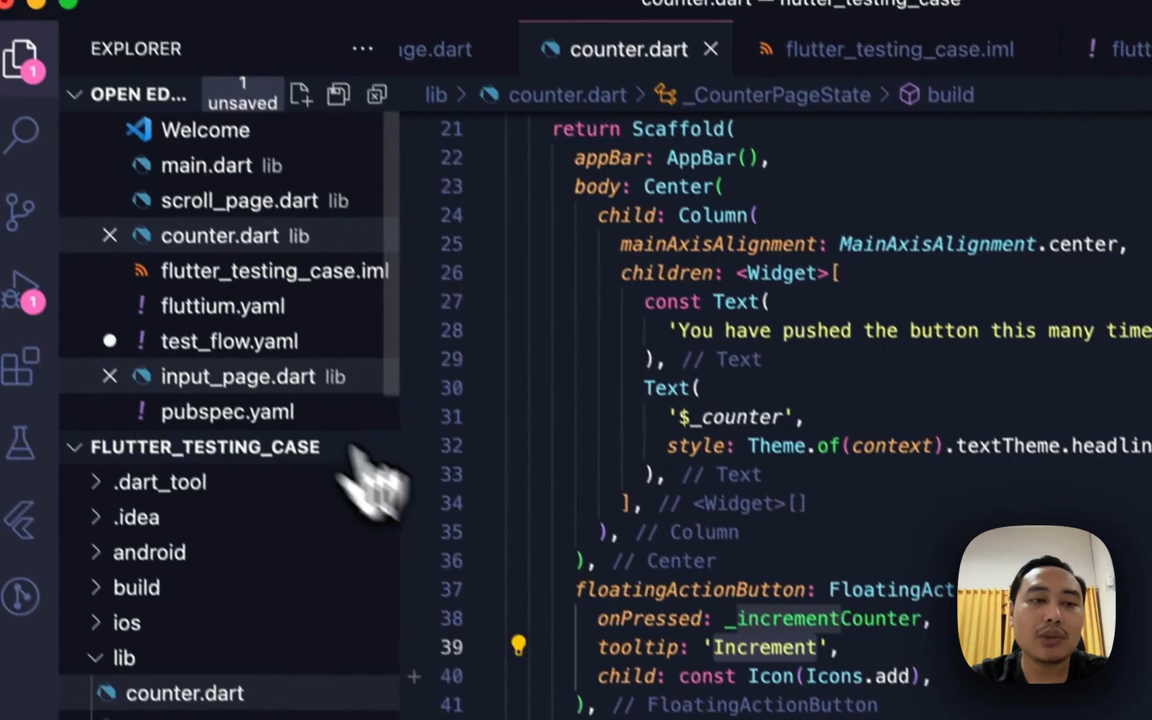 counter.dart — flutter_testing_case
EXPLORER
OPEN ED...
1 unsaved
Welcome
main.dart lib
scroll_page.dart lib
counter.dart lib
flutter_testing_case.iml
fluttium.yaml
test_flow.yaml
input_page.dart lib
pubspec.yaml
FLUTTER_TESTING_CASE
.dart_tool
.idea
android
build
ios
lib
counter.dart
1
1
age.dart
counter.dart
flutter_testing_case.iml
! flutt
lib > counter.dart > _CounterPageState > build
21 return Scaffold(
22 appBar: AppBar(),
23 body: Center(
24 child: Column(
25 mainAxisAlignment: MainAxisAlignment.center,
26 children: <Widget>[
27 const Text(
28 'You have pushed the button this many time
29 ), // Text
30 Text(
31 '$_counter',
32 style: Theme.of(context).textTheme.headlin
33 ), // Text
34 ], // <Widget>[]
35 ), // Column
36 ), // Center
37 floatingActionButton: FloatingAct
38 onPressed: _incrementCounter,
39 tooltip: 'Increment',
40 child: const Icon(Icons.add),
41 ), // FloatingActionButton